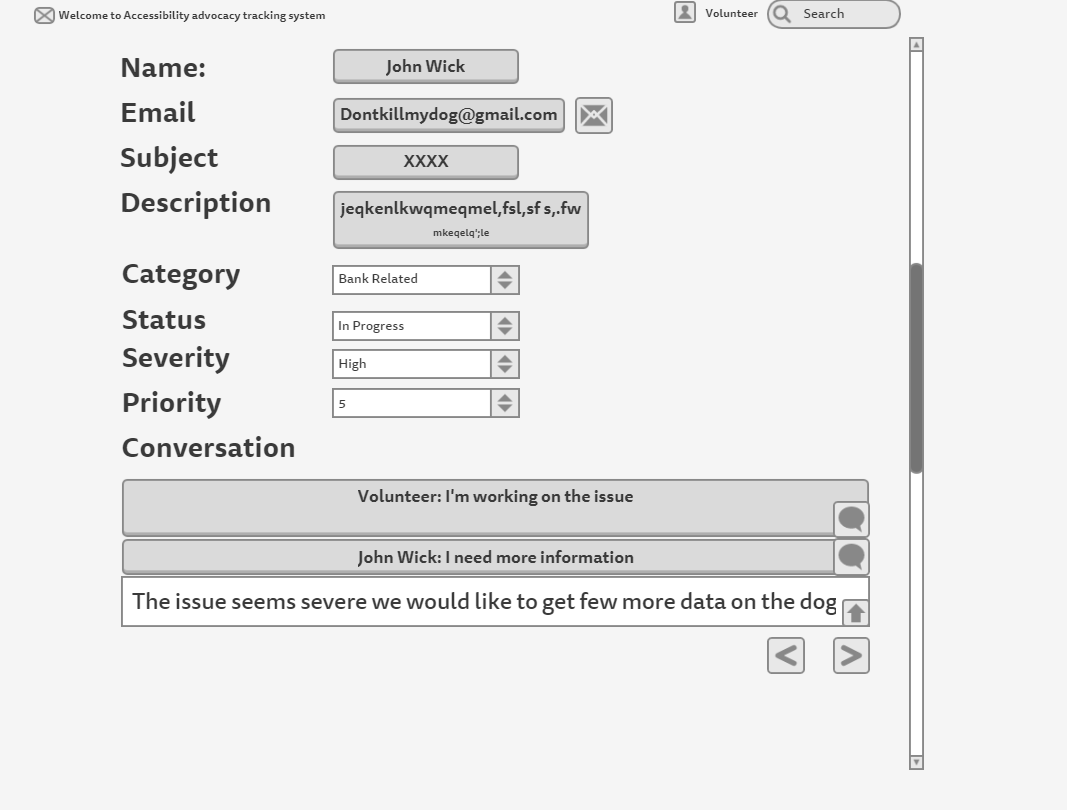 Welcome to Accessibility advocacy tracking system
Volunteer
Search
Name:
John Wick
Email
Dontkillmydog@gmail.com
Subject
XXXX
Description
jeqkenlkwqmeqmel,fsl,sf s,.fw
mkeqelq';le
Category
Bank Related
Status
In Progress
Severity
High
Priority
5
Conversation
Volunteer: I'm working on the issue
John Wick: I need more information
The issue seems severe we would like to get few more data on the dog